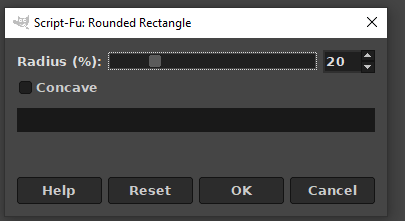 Script-Fu: Rounded Rectangle
Radius (%): 20
Concave
Help Reset OK Cancel